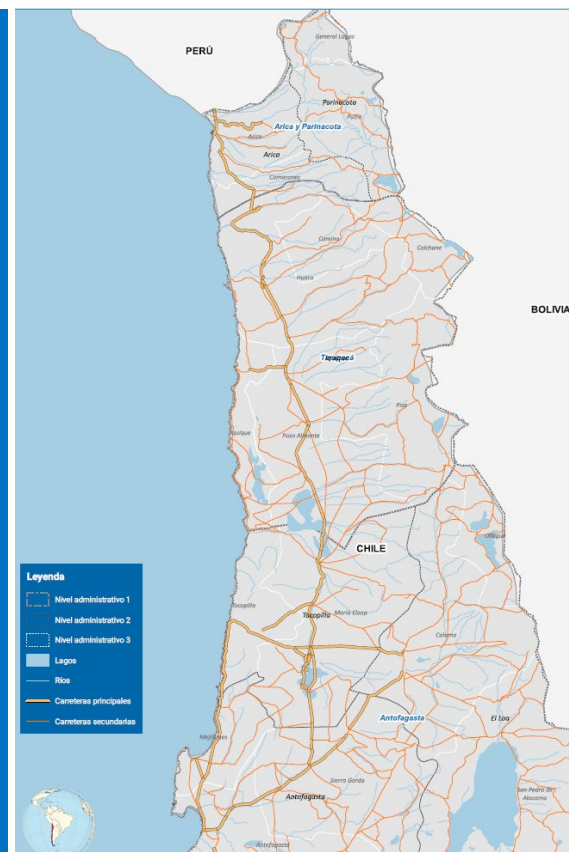 PERÚ
General Lagos
Parinacota
Putre
Arica y Parinacota
Arica
Arica
Camarones
Camiña
Colchane
Huara
BOLIVIA
Tarapacá
Pica
Iquique
Pozo Almonte
CHILE
Ollague
Leyenda
Nivel administrativo 1
Nivel administrativo 2
Nivel administrativo 3
Lagos
Ríos
Carreteras principales
Carreteras secundarias
Tocopilla
Tocopilla
María Elena
Calama
Antofagasta
El Loa
Mejillones
Sierra Gorda
San Pedro de
Atacama
Antofagasta
Antofagasta